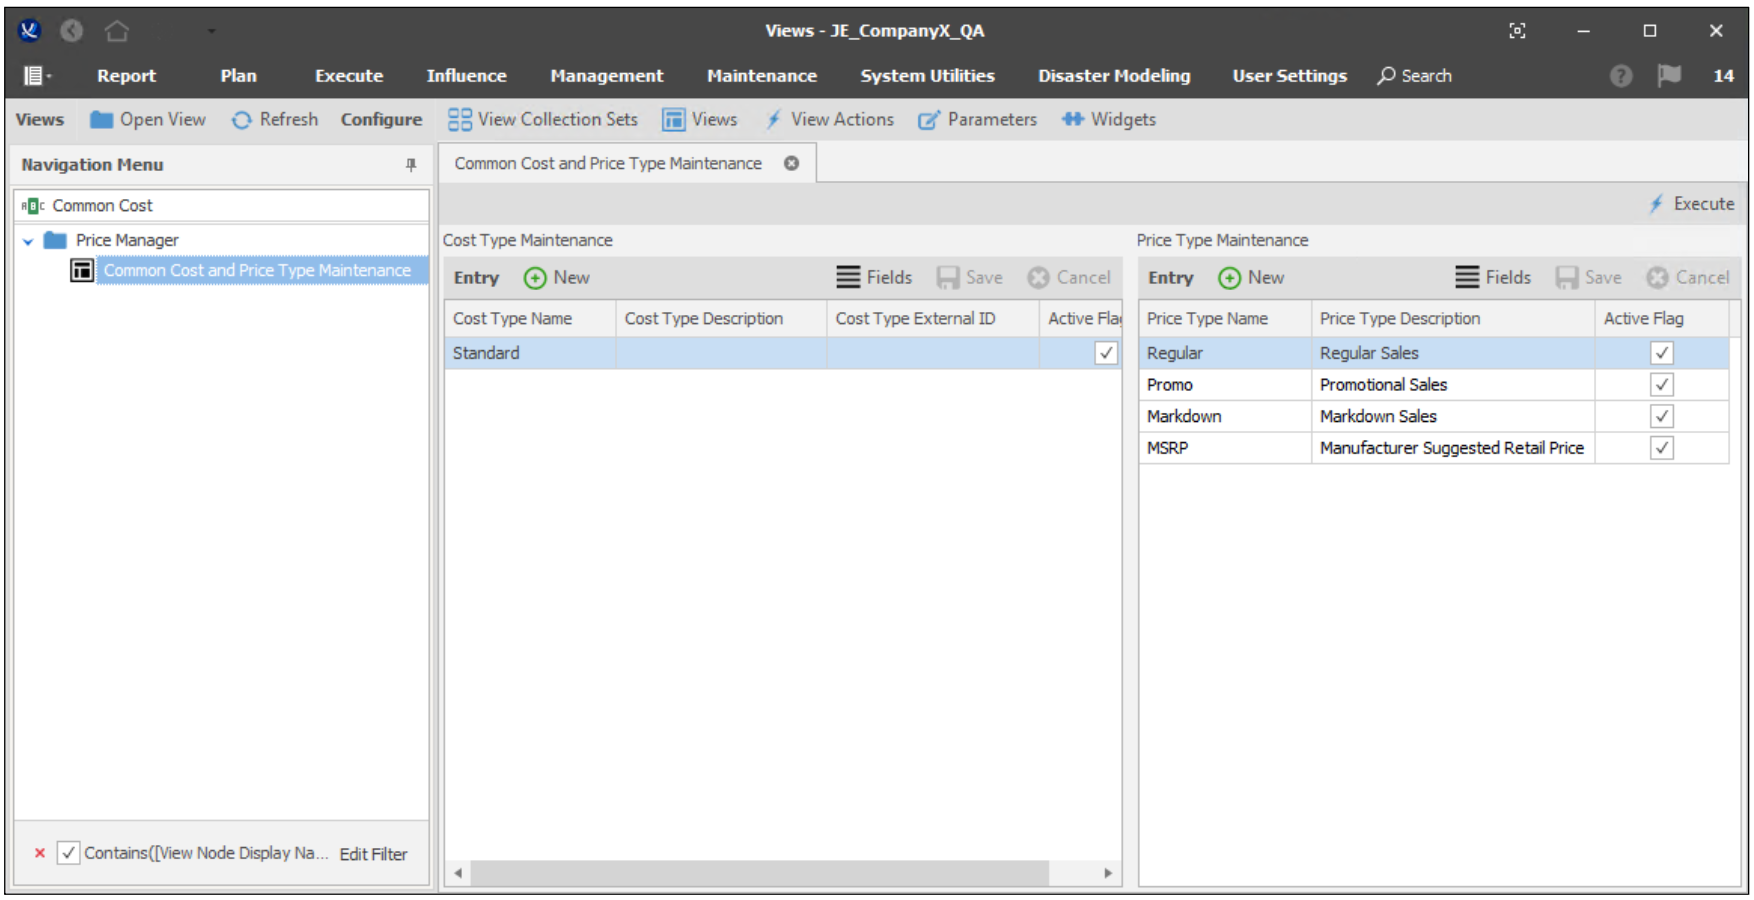 Views - JE_CompanyX_QA
Report Plan Execute Influence Management Maintenance System Utilities Disaster Modeling User Settings Search 14
Views Open View Refresh Configure View Collection Sets Views View Actions Parameters Widgets
Navigation Menu
Common Cost and Price Type Maintenance
ABC Common Cost
Execute
Price Manager
Common Cost and Price Type Maintenance
Cost Type Maintenance
Entry New Fields Save Cancel
Cost Type Name Cost Type Description Cost Type External ID Active Flag
Standard
Price Type Maintenance
Entry New Fields Save Cancel
Price Type Name Price Type Description Active Flag
Regular Regular Sales
Promo Promotional Sales
Markdown Markdown Sales
MSRP Manufacturer Suggested Retail Price
Contains([View Node Display Na... Edit Filter